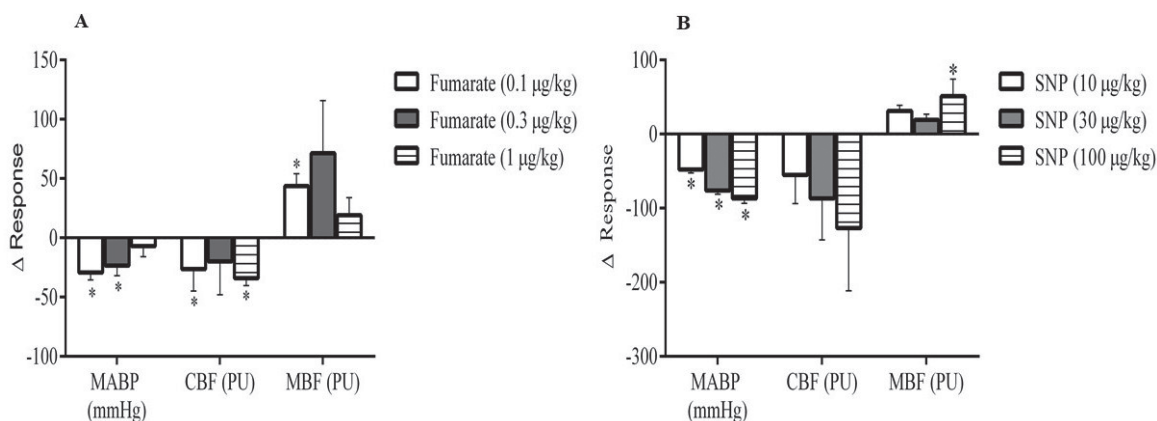 A
150
100
50
0
-50
-100
Δ Response
*
*
*
*
*
MABP
(mmHg)
CBF (PU)
MBF (PU)
Fumarate (0.1 μg/kg)
Fumarate (0.3 μg/kg)
Fumarate (1 μg/kg)
B
100
0
-100
-200
-300
Δ Response
*
*
*
*
MABP
(mmHg)
CBF (PU)
MBF (PU)
SNP (10 μg/kg)
SNP (30 μg/kg)
SNP (100 μg/kg)